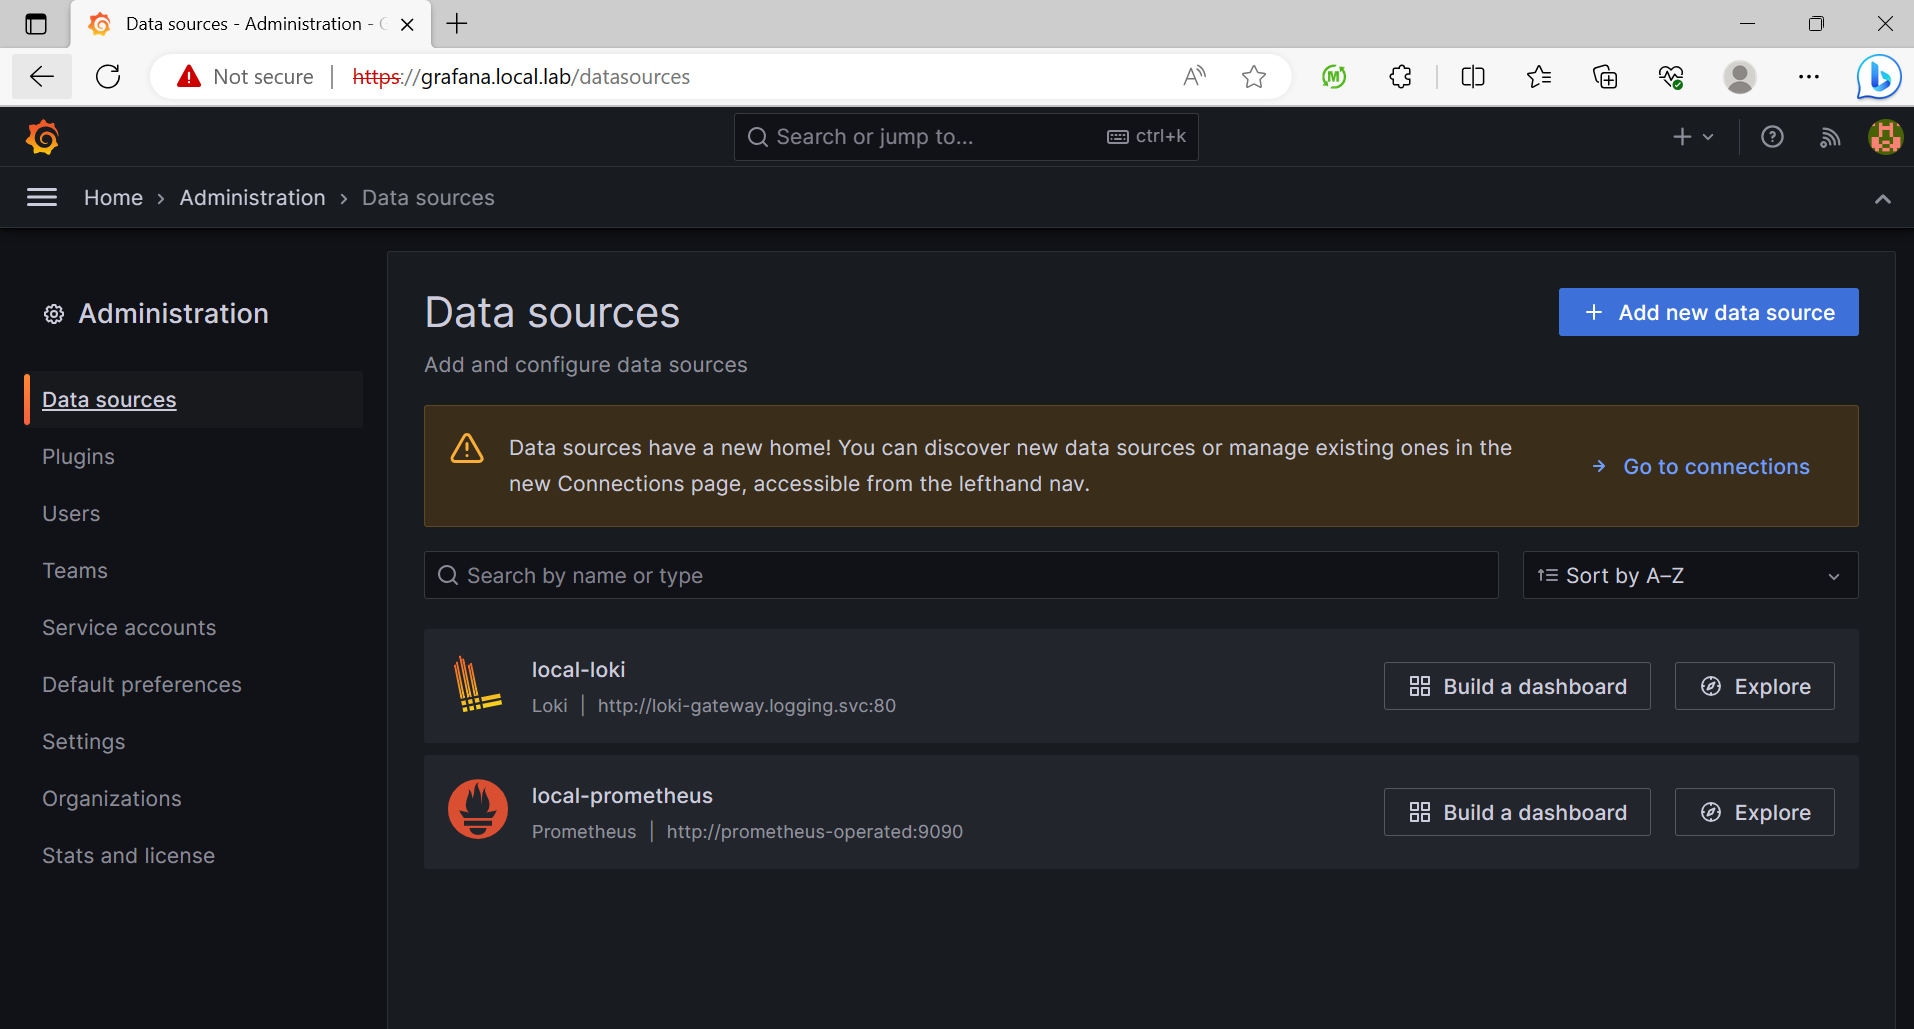 Data sources - Administration -
Not secure | https://grafana.local.lab/datasources
Search or jump to... ctrl+k
Home › Administration › Data sources
Administration
Data sources
Plugins
Users
Teams
Service accounts
Default preferences
Settings
Organizations
Stats and license
Data sources
Add new data source
Add and configure data sources
Data sources have a new home! You can discover new data sources or manage existing ones in the
new Connections page, accessible from the lefthand nav.
Go to connections
Search by name or type
Sort by A–Z
local-loki
Loki | http://loki-gateway.logging.svc:80
Build a dashboard
Explore
local-prometheus
Prometheus | http://prometheus-operated:9090
Build a dashboard
Explore